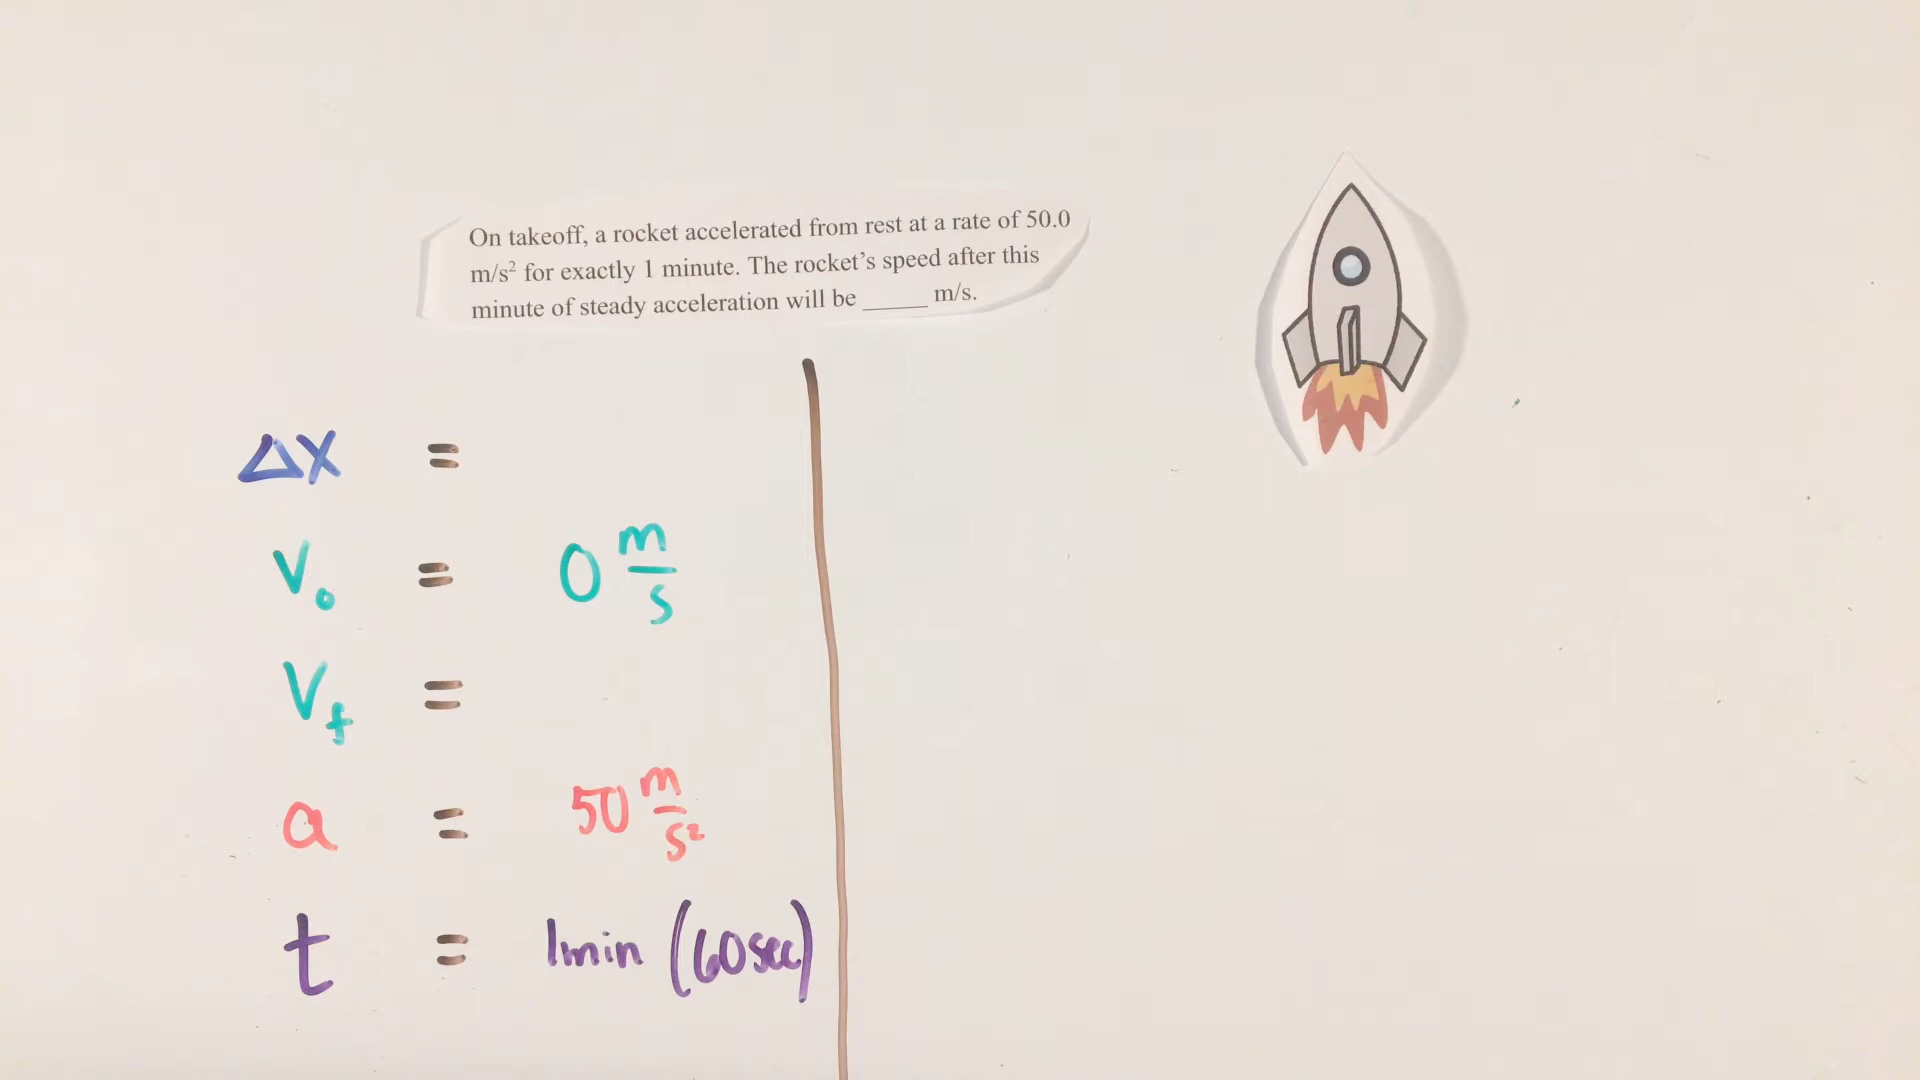 On takeoff, a rocket accelerated from rest at a rate of 50.0
m/s² for exactly 1 minute. The rocket’s speed after this
minute of steady acceleration will be _____ m/s.
Δx =
V₀ = 0 m/s
V_f =
a = 50 m/s²
t = 1min (60sec)